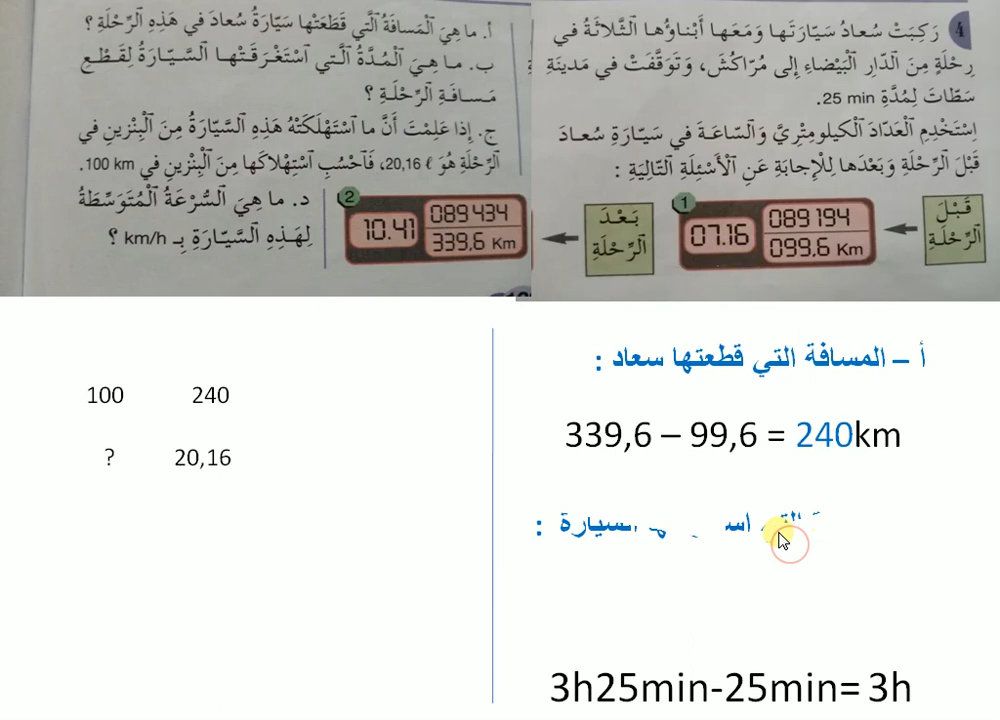 4 رَكِبَتْ سُعادُ سَيّارَتَها وَمَعَها أَبْناؤُها الثَّلاثَةُ في
رِحْلَةٍ مِنَ الدّارِ الْبَيْضاءِ إِلى مُرّاكُشَ، وَتَوَقَّفَتْ في مَدينَةِ
سَطّاتَ لِمُدَّةِ 25 min.
اِسْتَخْدِمِ الْعَدّادَ الْكيلومِتْرِيَّ وَالسّاعَةَ في سَيّارَةِ سُعادَ
قَبْلَ الرِّحْلَةِ وَبَعْدَها لِلْإِجابَةِ عَنِ الْأَسْئِلَةِ التّالِيَةِ :
قَبْلَ
الرِّحْلَةِ
1
07.16
089 194
099,6 Km
بَعْدَ
الرِّحْلَةِ
أ. ما هِيَ الْمَسافَةُ الَّتي قَطَعَتْها سَيّارَةُ سُعادَ في هَذِهِ الرِّحْلَةِ ؟
ب. ما هِيَ الْمُدَّةُ الَّتي اسْتَغْرَقَتْها السَّيّارَةُ لِقَطْعِ
مَسافَةِ الرِّحْلَةِ ؟
ج. إِذا عَلِمْتَ أَنَّ ما اسْتَهْلَكَتْهُ هَذِهِ السَّيّارَةُ مِنَ الْبِنْزينِ في
الرِّحْلَةِ هُوَ 20,16 ℓ، فَاحْسُبِ اسْتِهْلاكَها مِنَ الْبِنْزينِ في 100 km.
د. ما هِيَ السُّرْعَةُ الْمُتَوَسِّطَةُ
لِهَذِهِ السَّيّارَةِ بِـ km/h ؟
2
10.41
089 434
339,6 Km
أ – المسافة التي قطعتها سعاد :
339,6 – 99,6 = 240km
السيارة :
3h25min-25min= 3h
100 240
? 20,16